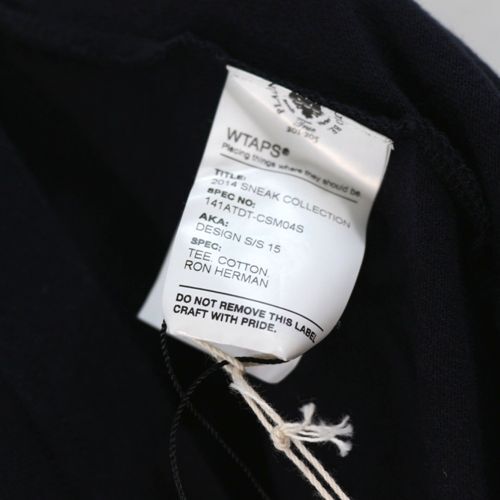 WTAPS®
Placing things where they should be.
TITLE:
2014 SNEAK COLLECTION
SPEC NO:
141ATDT-CSM04S
AKA:
DESIGN S/S 15
SPEC:
TEE. COTTON.
RON HERMAN
DO NOT REMOVE THIS LABEL
CRAFT WITH PRIDE.